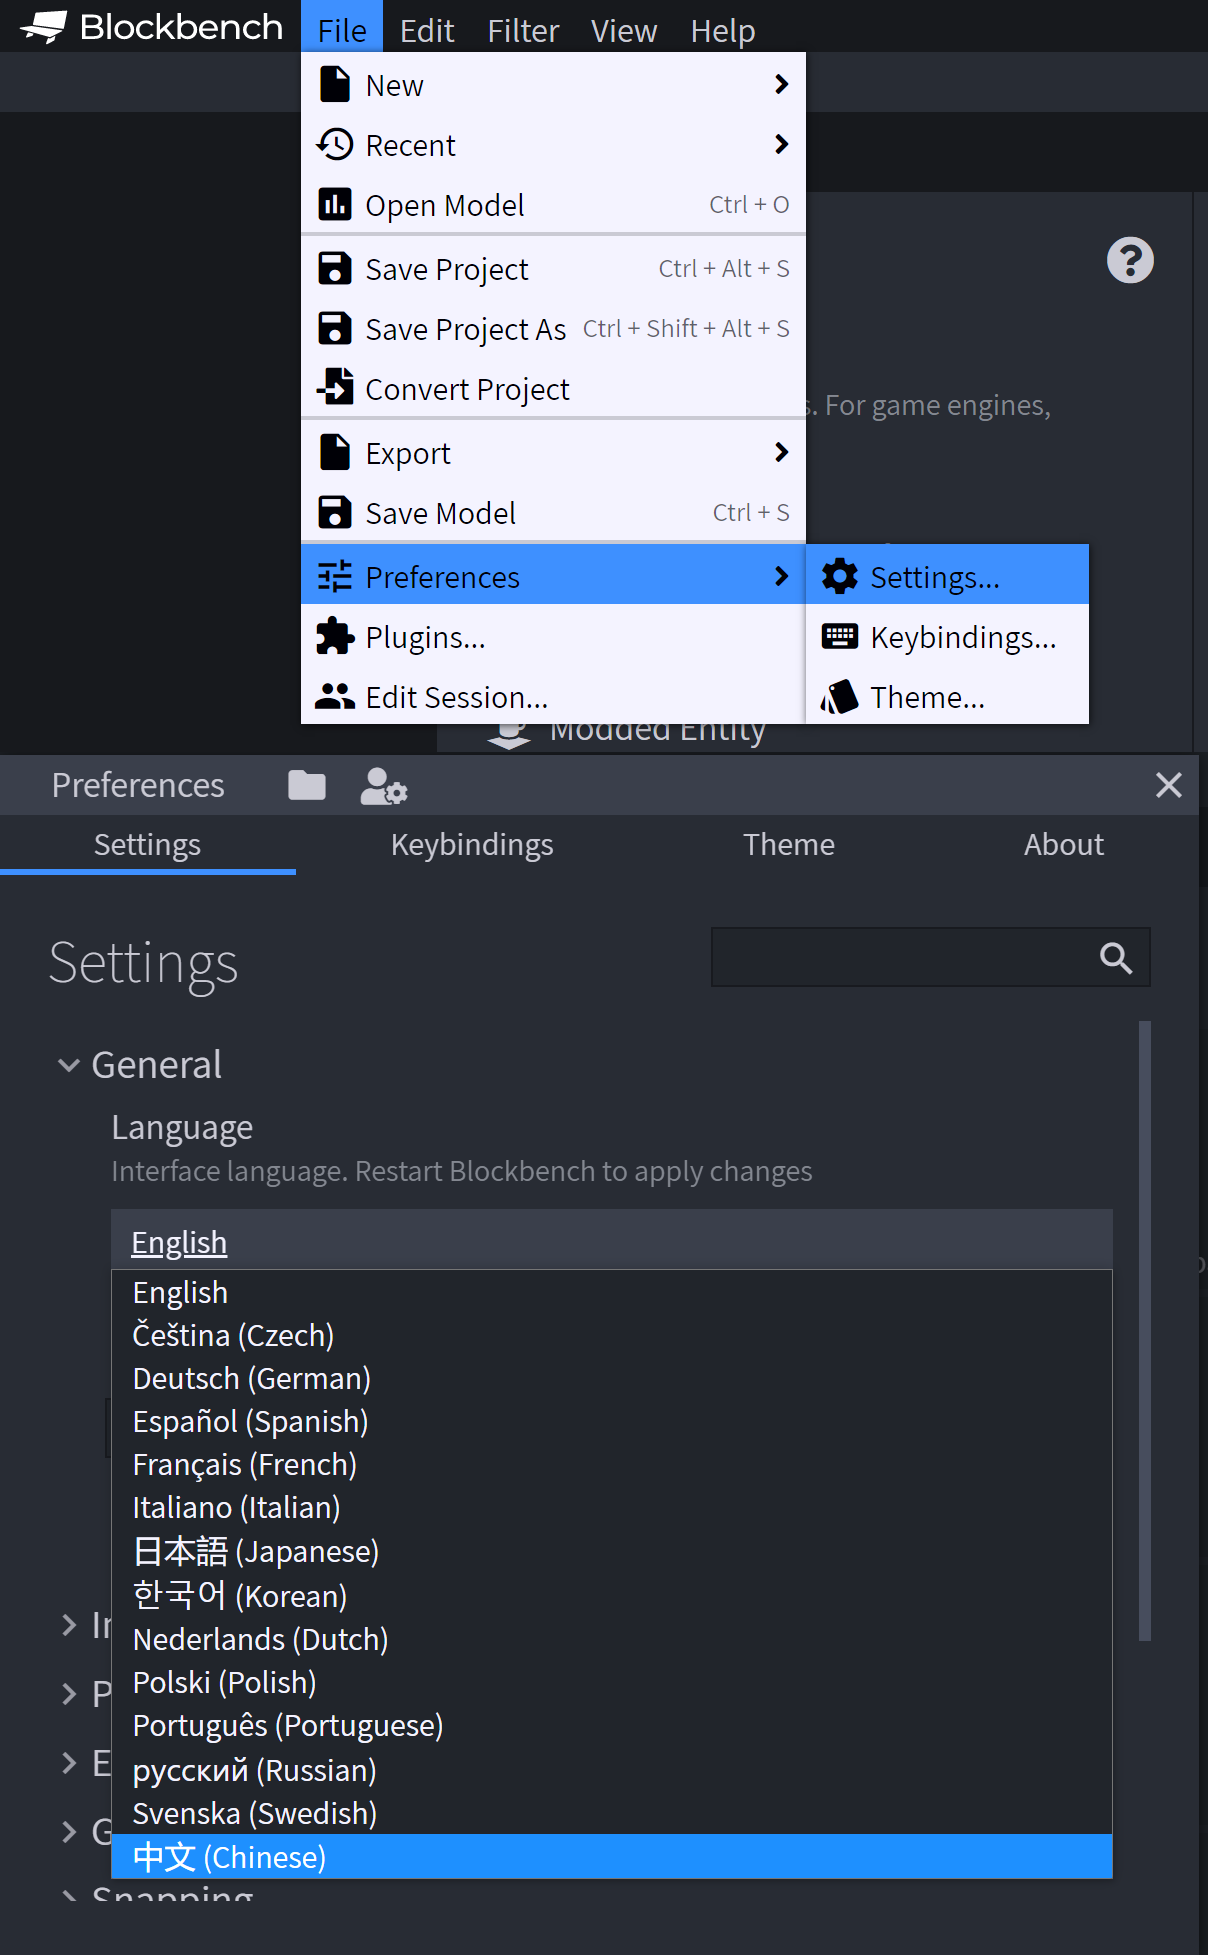 Blockbench File Edit Filter View Help
New
Recent
Open Model Ctrl + O
Save Project Ctrl + Alt + S
Save Project As Ctrl + Shift + Alt + S
Convert Project
. For game engines,
Export
Save Model Ctrl + S
Preferences
Settings...
Plugins...
Keybindings...
Edit Session...
Theme...
Modded Entity
Preferences
Settings Keybindings Theme About
Settings
General
Language
Interface language. Restart Blockbench to apply changes
English
English
Čeština (Czech)
Deutsch (German)
Español (Spanish)
Français (French)
Italiano (Italian)
日本語 (Japanese)
한국어 (Korean)
Nederlands (Dutch)
Polski (Polish)
Português (Portuguese)
русский (Russian)
Svenska (Swedish)
中文 (Chinese)
Snapping